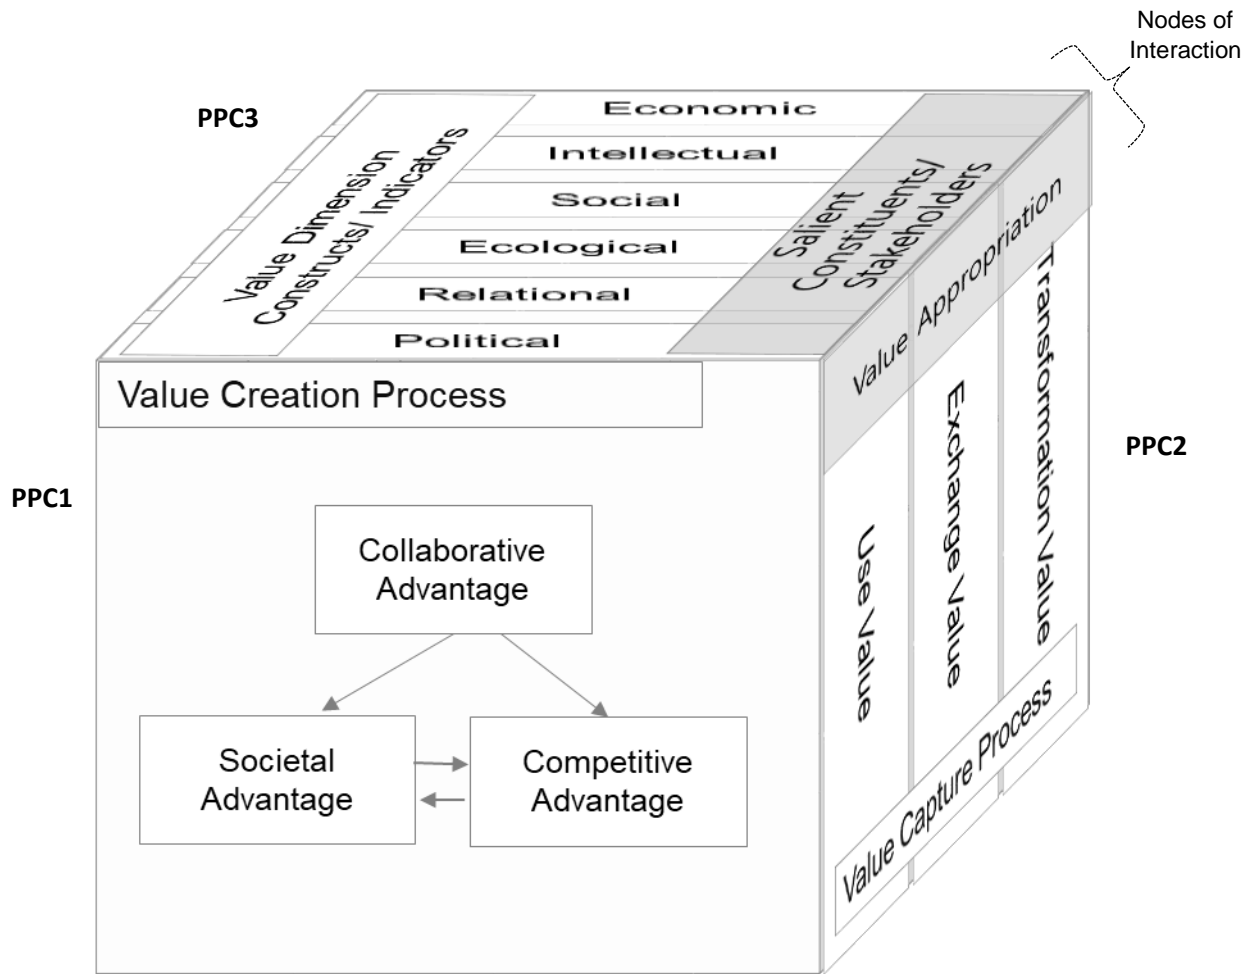 Nodes of
Interaction
PPC3
Economic
Intellectual
Social
Ecological
Relational
Political
Value Dimension
Constructs/ Indicators
Salient
Constituents/
Stakeholders
Value Creation Process
Value Appropriation
PPC2
PPC1
Collaborative
Advantage
Societal
Advantage
Competitive
Advantage
Use Value
Exchange Value
Transformation Value
Value Capture Process